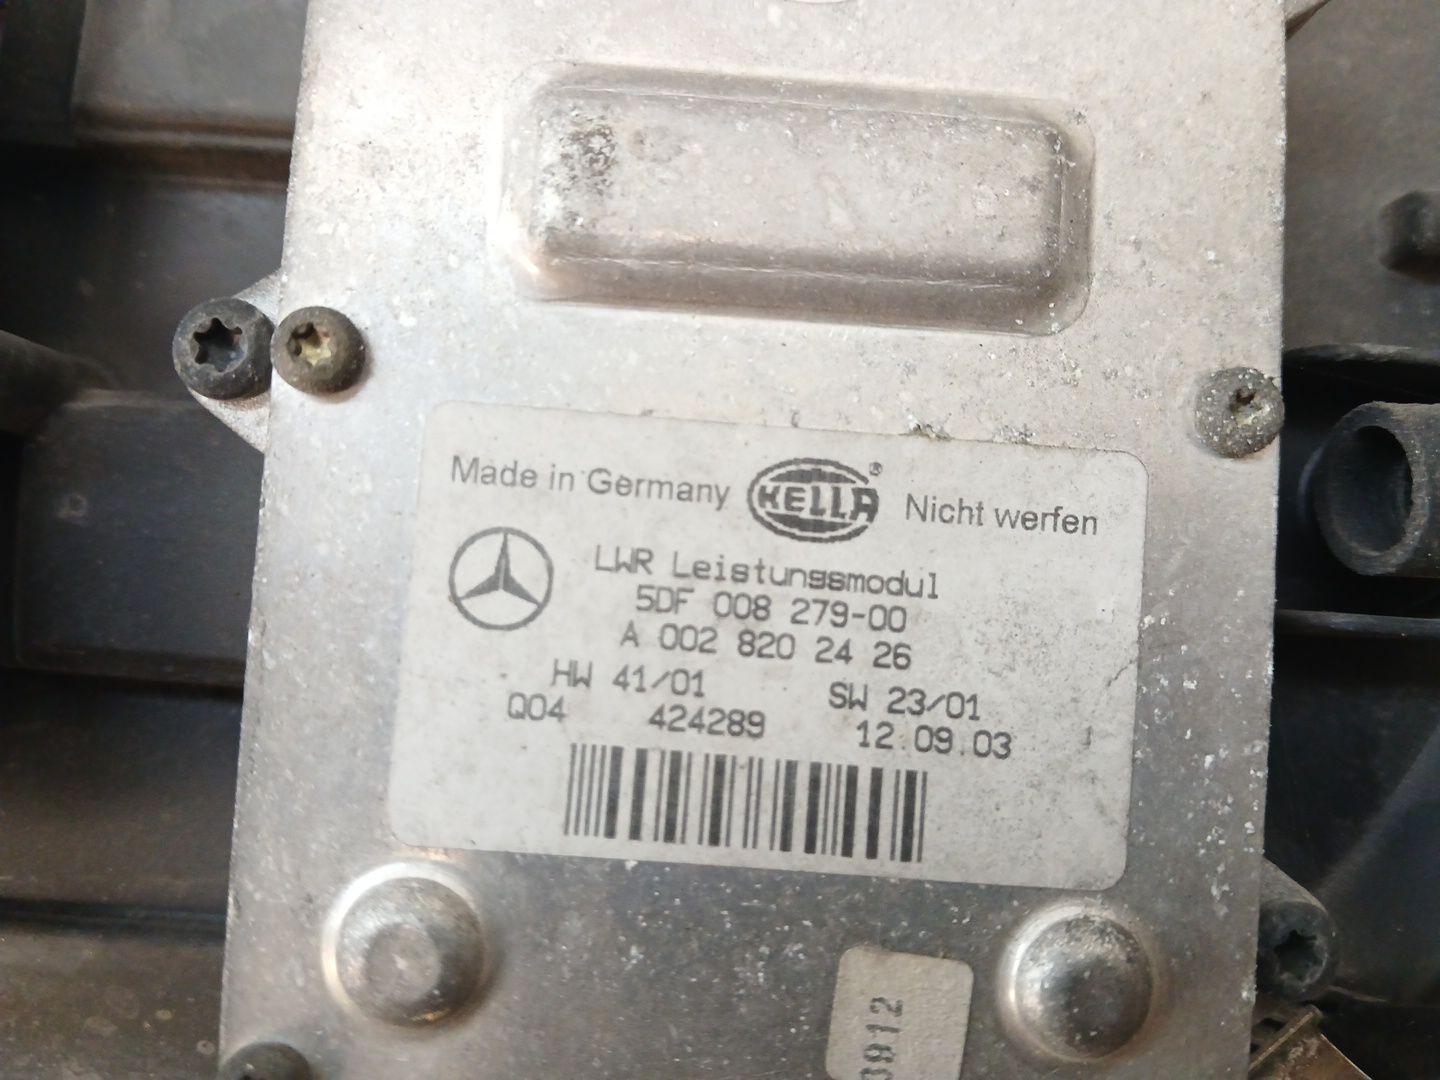 Made in Germany HELLA® Nicht werfen
LWR Leistungsmodul
5DF 008 279-00
A 002 820 24 26
HW 41/01 SW 23/01
Q04 424289 12.09.03